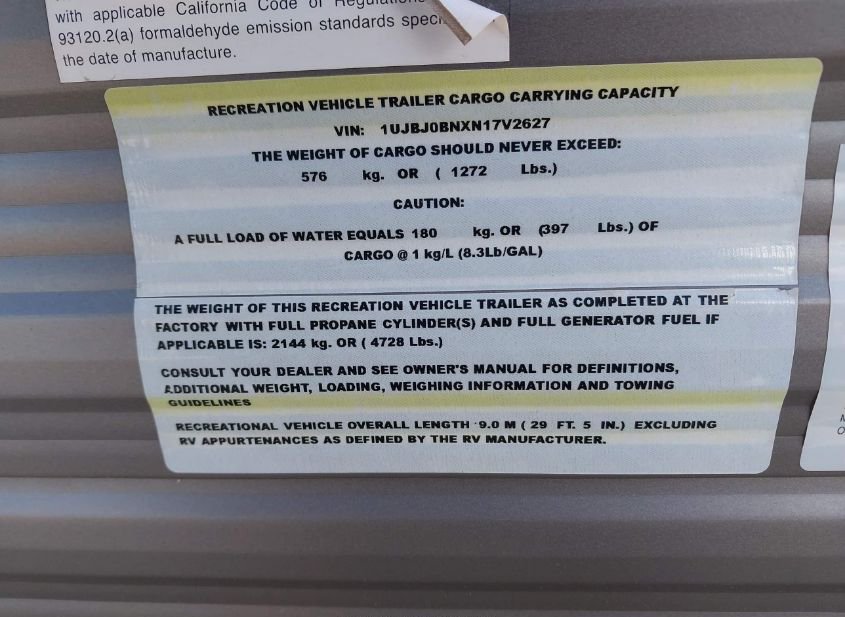 with applicable California Code of Regulations
93120.2(a) formaldehyde emission standards
the date of manufacture.
RECREATION VEHICLE TRAILER CARGO CARRYING CAPACITY
VIN: 1UJBJ0BNXN17V2627
THE WEIGHT OF CARGO SHOULD NEVER EXCEED:
576 kg. OR ( 1272 Lbs.)
CAUTION:
A FULL LOAD OF WATER EQUALS 180 kg. OR (397 Lbs.) OF
CARGO @ 1 kg/L (8.3Lb/GAL)
THE WEIGHT OF THIS RECREATION VEHICLE TRAILER AS COMPLETED AT THE
FACTORY WITH FULL PROPANE CYLINDER(S) AND FULL GENERATOR FUEL IF
APPLICABLE IS: 2144 kg. OR ( 4728 Lbs.)
CONSULT YOUR DEALER AND SEE OWNER'S MANUAL FOR DEFINITIONS,
ADDITIONAL WEIGHT, LOADING, WEIGHING INFORMATION AND TOWING
GUIDELINES
RECREATIONAL VEHICLE OVERALL LENGTH 9.0 M ( 29 FT. 5 IN.) EXCLUDING
RV APPURTENANCES AS DEFINED BY THE RV MANUFACTURER.